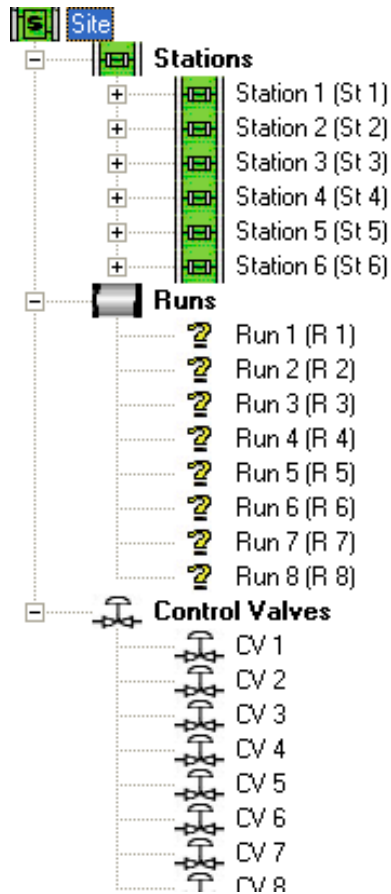 Site
Stations
Station 1 (St 1)
Station 2 (St 2)
Station 3 (St 3)
Station 4 (St 4)
Station 5 (St 5)
Station 6 (St 6)
Runs
Run 1 (R 1)
Run 2 (R 2)
Run 3 (R 3)
Run 4 (R 4)
Run 5 (R 5)
Run 6 (R 6)
Run 7 (R 7)
Run 8 (R 8)
Control Valves
CV 1
CV 2
CV 3
CV 4
CV 5
CV 6
CV 7
CV 8